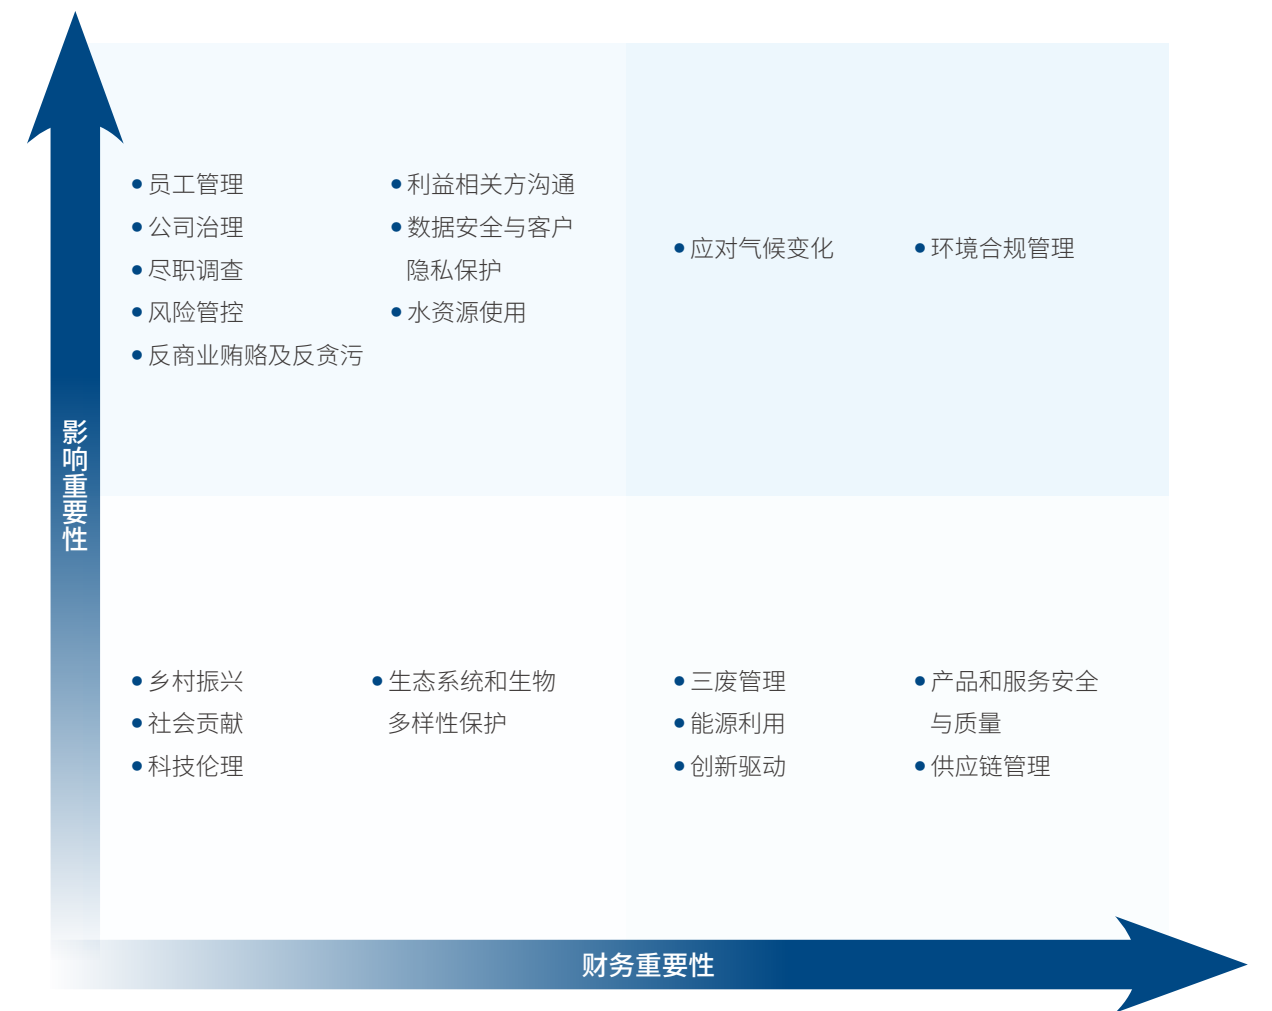 影响重要性
员工管理
公司治理
尽职调查
风险管控
反商业贿赂及反贪污
利益相关方沟通
数据安全与客户
隐私保护
水资源使用
应对气候变化
环境合规管理
乡村振兴
社会贡献
科技伦理
生态系统和生物
多样性保护
三废管理
能源利用
创新驱动
产品和服务安全
与质量
供应链管理
财务重要性